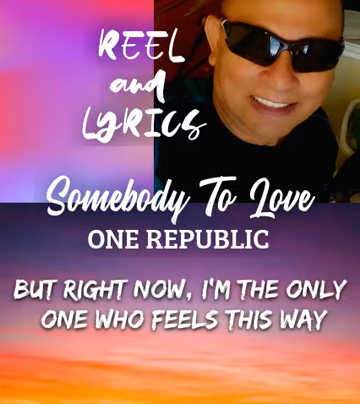 REEL
and
LYRICS
Somebody To Love
ONE REPUBLIC
BUT RIGHT NOW, I'M THE ONLY
ONE WHO FEELS THIS WAY